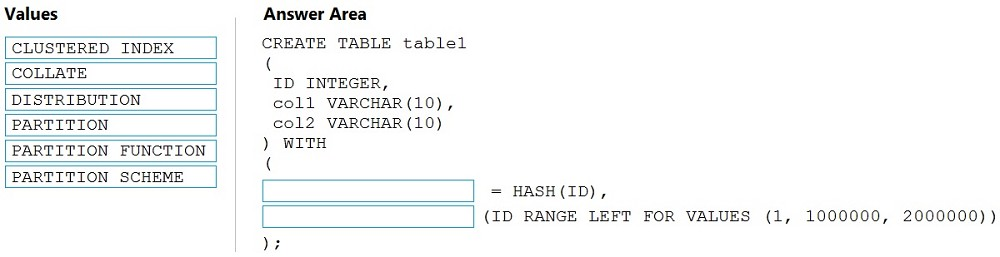 Values
CLUSTERED INDEX
COLLATE
DISTRIBUTION
PARTITION
PARTITION FUNCTION
PARTITION SCHEME
Answer Area
CREATE TABLE table1
(
ID INTEGER,
col1 VARCHAR(10),
col2 VARCHAR(10)
) WITH
(
= HASH(ID),
(ID RANGE LEFT FOR VALUES (1, 1000000, 2000000))
);